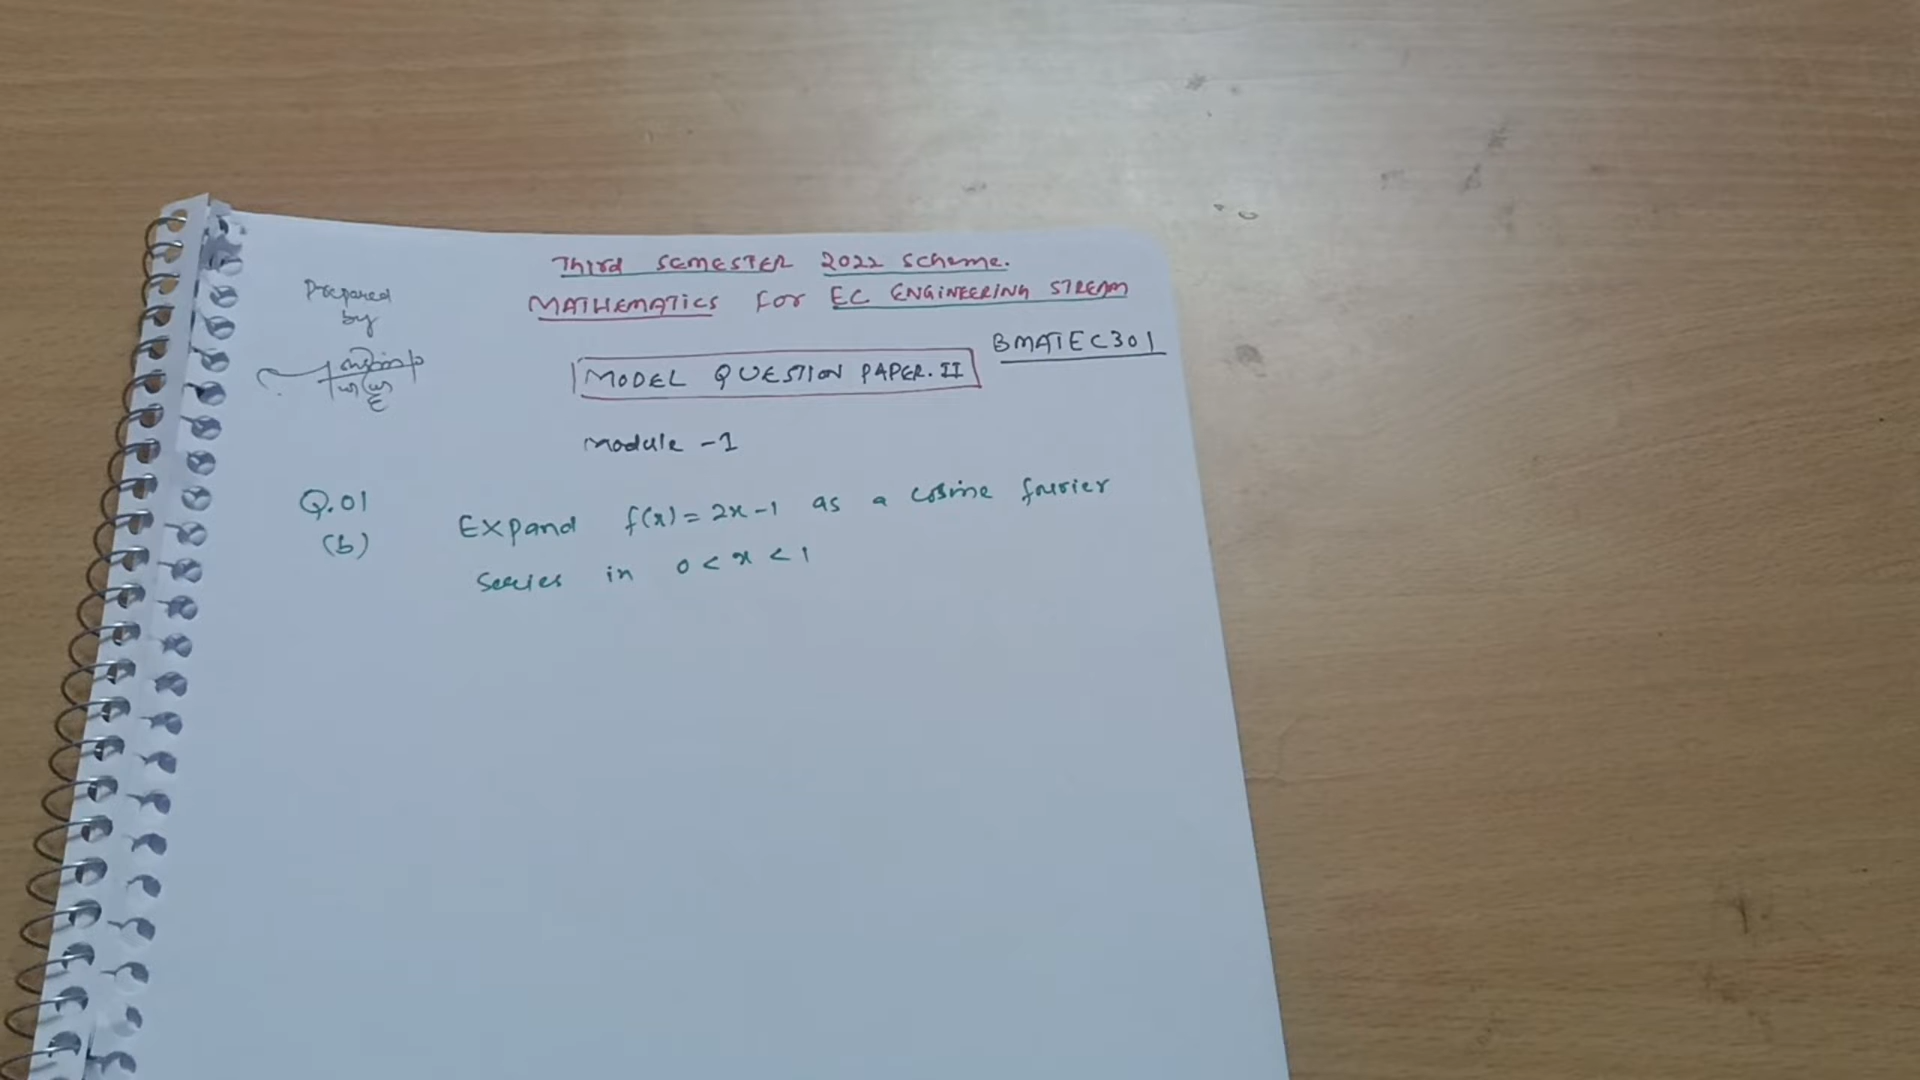 Third SEMESTER 2022 Scheme.
MATHEMATICS For EC ENGINEERING STREAM
Prepared
by
BMATEC301
MODEL QUESTION PAPER.II
Module -1
Q.01
(b)
Expand f(x)=2x-1 as a cosine fourier
series in 0<x<1